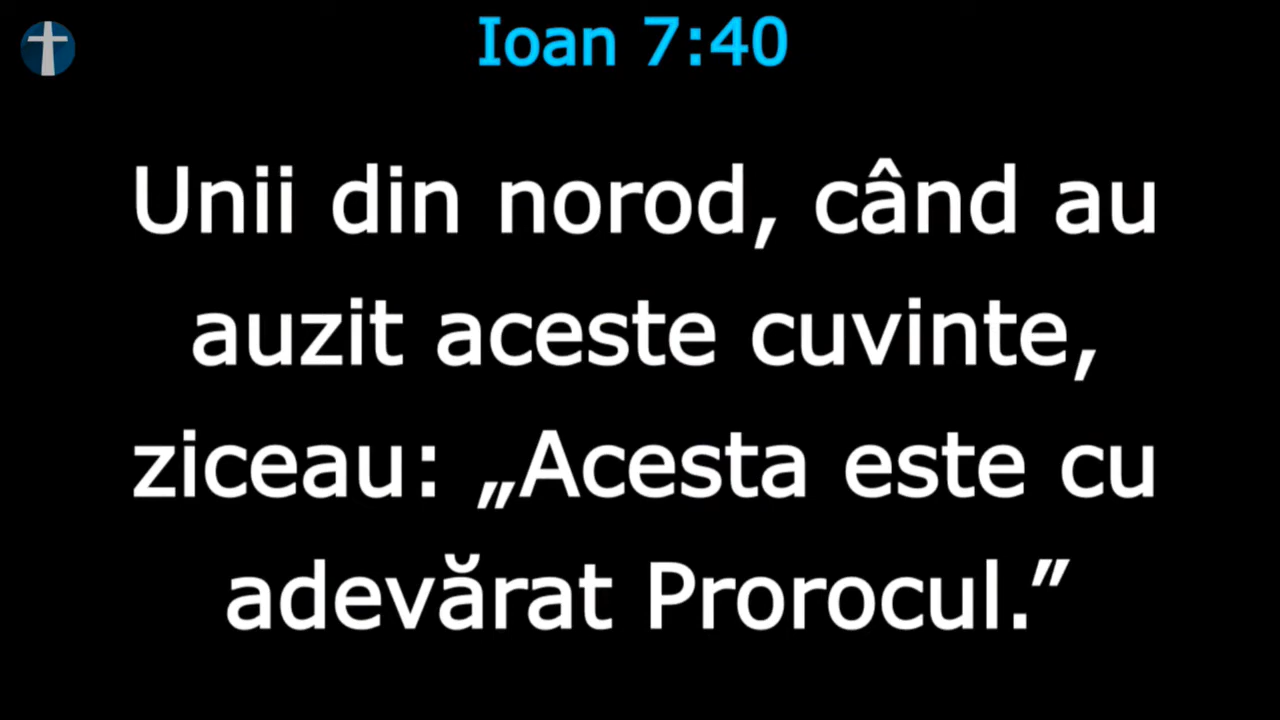 Ioan 7:40
Unii din norod, când au
auzit aceste cuvinte,
ziceau: „Acesta este cu
adevărat Prorocul.”